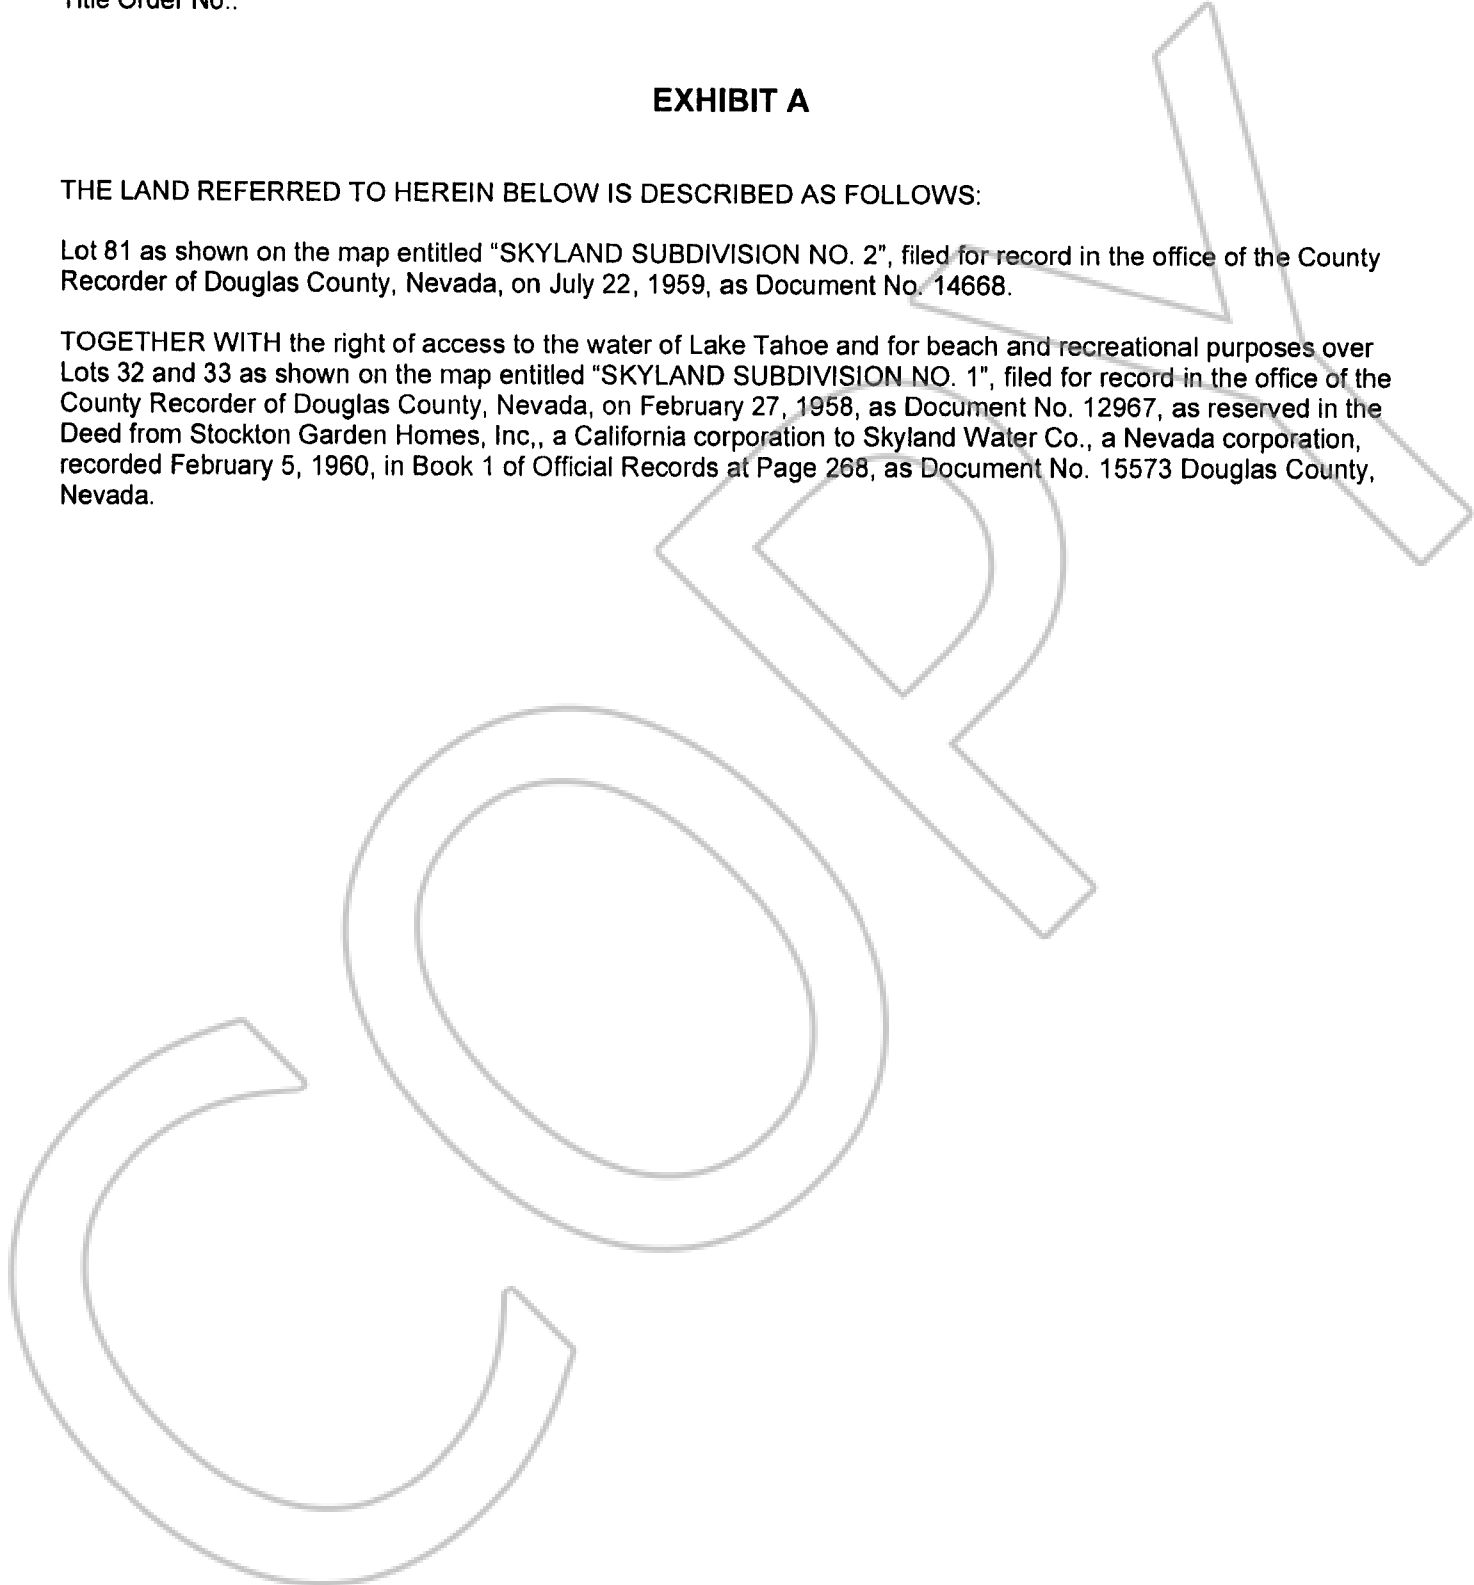 Title Order No.:
EXHIBIT A
THE LAND REFERRED TO HEREIN BELOW IS DESCRIBED AS FOLLOWS:
Lot 81 as shown on the map entitled “SKYLAND SUBDIVISION NO. 2”, filed for record in the office of the County
Recorder of Douglas County, Nevada, on July 22, 1959, as Document No. 14668.
TOGETHER WITH the right of access to the water of Lake Tahoe and for beach and recreational purposes over
Lots 32 and 33 as shown on the map entitled “SKYLAND SUBDIVISION NO. 1”, filed for record in the office of the
County Recorder of Douglas County, Nevada, on February 27, 1958, as Document No. 12967, as reserved in the
Deed from Stockton Garden Homes, Inc,, a California corporation to Skyland Water Co., a Nevada corporation,
recorded February 5, 1960, in Book 1 of Official Records at Page 268, as Document No. 15573 Douglas County,
Nevada.
COPY